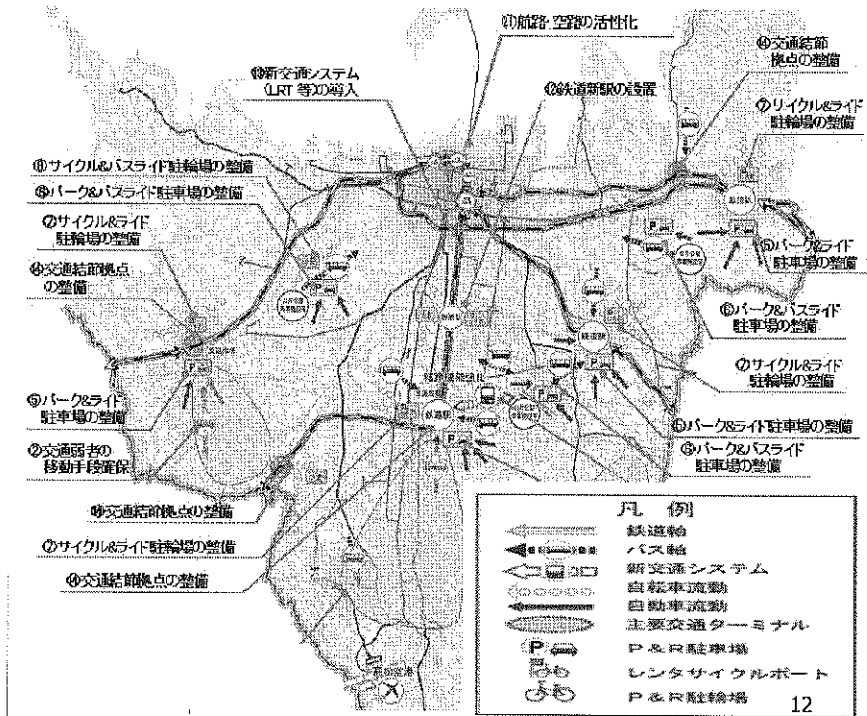 ⑪航路・空路の活性化
⑭交通結節
拠点の整備
⑬新交通システム
(LRT 等)の導入
⑫鉄道新駅の設置
⑦サイクル&ライド
駐輪場の整備
⑧サイクル&バスライド駐輪場の整備
⑥パーク&バスライド駐車場の整備
⑦サイクル&ライド
駐輪場の整備
⑭交通結節拠点
の整備
⑤パーク&ライド
駐車場の整備
⑥パーク&バスライド
駐車場の整備
⑦サイクル&ライド
駐輪場の整備
⑤パーク&ライド
駐車場の整備
②交通弱者の
移動手段確保
⑤パーク&ライド駐車場の整備
⑥パーク&バスライド
駐車場の整備
鉄道駅
鉄道駅
⑭交通結節拠点の整備
⑦サイクル&ライド駐輪場の整備
⑭交通結節拠点の整備
凡 例
鉄道軸
バス軸
新交通システム
自転車流動
自動車流動
主要交通ターミナル
P&R駐車場
レンタサイクルポート
P&R駐輪場
12